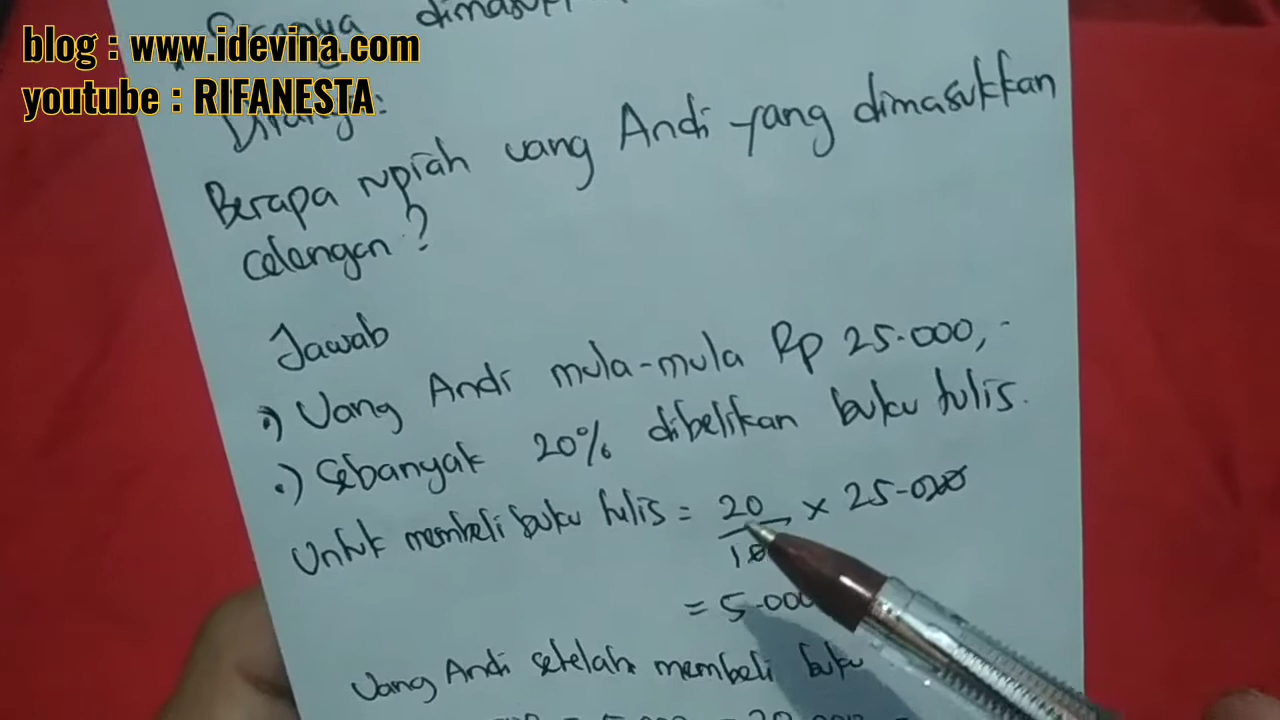 blog : www.idevina.com
youtube : RIFANESTA
dimasukk
Berapa rupiah uang Andi yang dimasukkan
celengan?
Jawab
•) Uang Andi mula-mula Rp 25.000,-
•) Sebanyak 20% dibelikan buku tulis.
Untuk membeli buku tulis = 20 x 25.000
= 5.000
Uang Andi setelah membeli buku